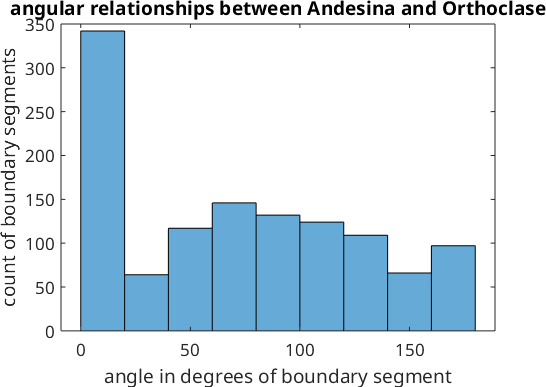 angular relationships between Andesina and Orthoclase
350
300
250
200
150
100
50
0
count of boundary segments
0 50 100 150
angle in degrees of boundary segment